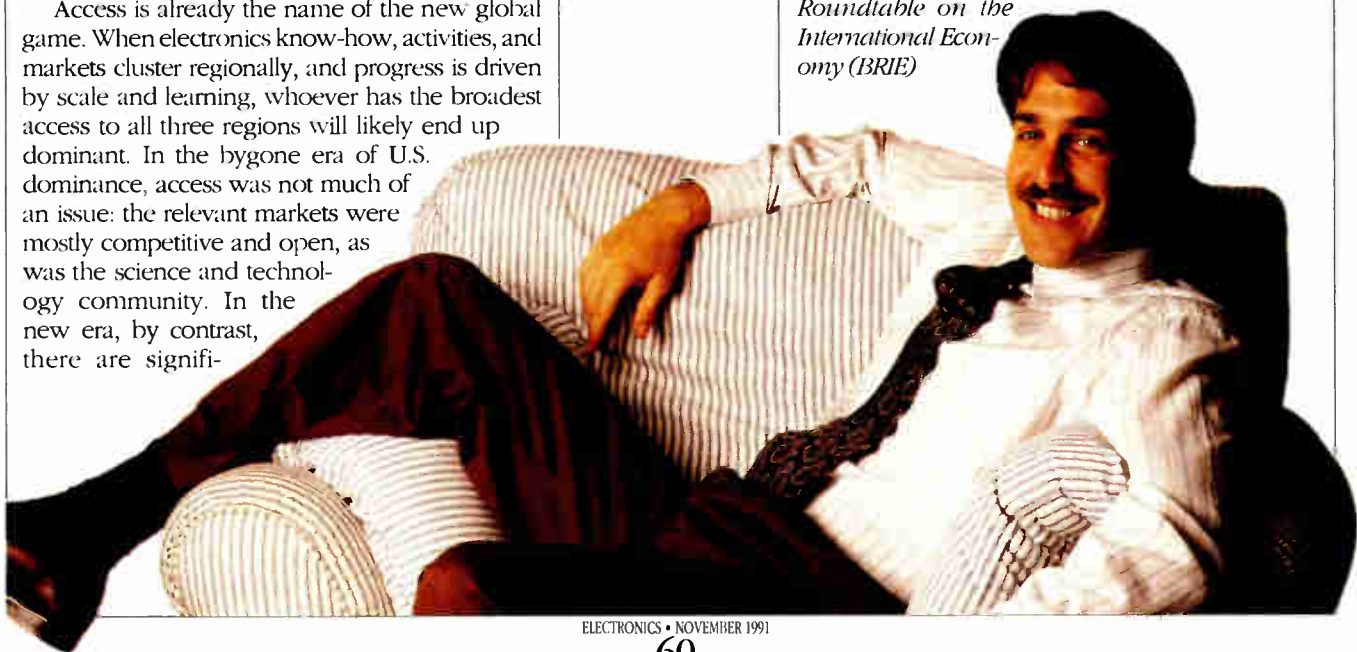 Access is already the name of the new global
game. When electronics know-how, activities, and
markets cluster regionally, and progress is driven
by scale and learning, whoever has the broadest
access to all three regions will likely end up
dominant. In the bygone era of U.S.
dominance, access was not much of
an issue: the relevant markets were
mostly competitive and open, as
was the science and technol-
ogy community. In the
new era, by contrast,
there are signifi-
Roundtable on the
International Econ-
omy (BRIE)
ELECTRONICS • NOVEMBER 1991